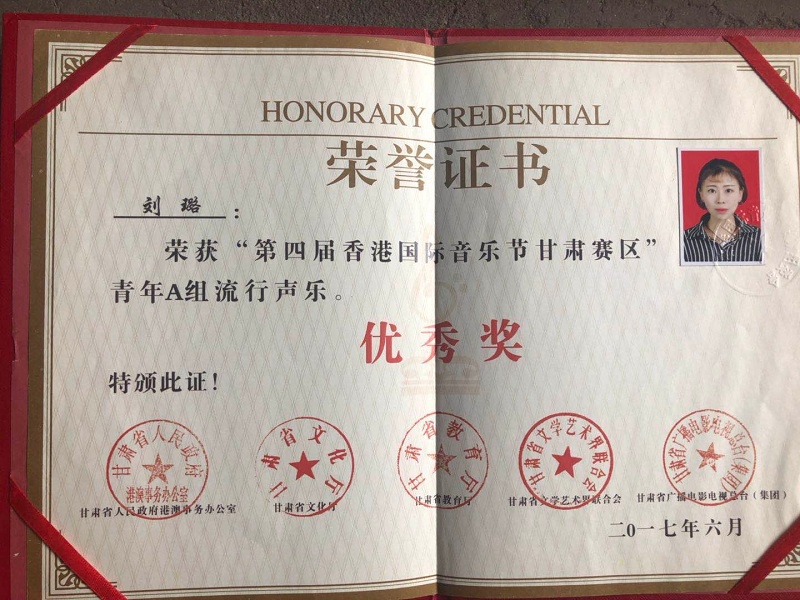 HONORARY CREDENTIAL
荣誉证书
刘璐：
荣获“第四届香港国际音乐节甘肃赛区”
青年A组流行声乐。
优秀奖
特颁此证！
甘肃省人民政府
港澳事务办公室
甘肃省文化厅
甘肃省教育厅
甘肃省文学艺术界联合会
甘肃省广播电影电视总台（集团）
甘肃省人民政府港澳事务办公室
甘肃省文化厅
甘肃省教育厅
甘肃省文学艺术界联合会
甘肃省广播电影电视总台（集团）
二〇一七年六月